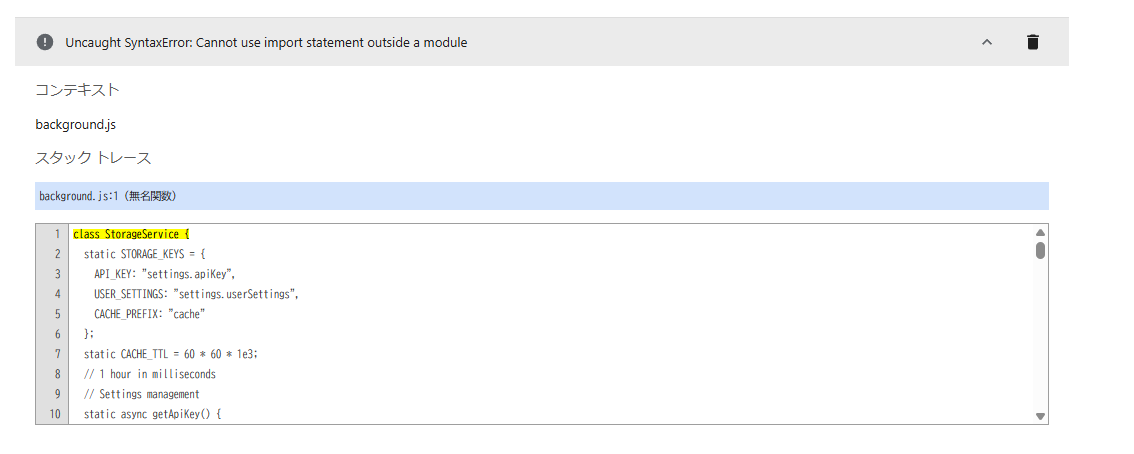 Uncaught SyntaxError: Cannot use import statement outside a module
コンテキスト
background.js
スタック トレース
background.js:1 (無名関数)
1 class StorageService {
2 static STORAGE_KEYS = {
3 API_KEY: "settings.apiKey",
4 USER_SETTINGS: "settings.userSettings",
5 CACHE_PREFIX: "cache"
6 };
7 static CACHE_TTL = 60 * 60 * 1e3;
8 // 1 hour in milliseconds
9 // Settings management
10 static async getApiKey() {